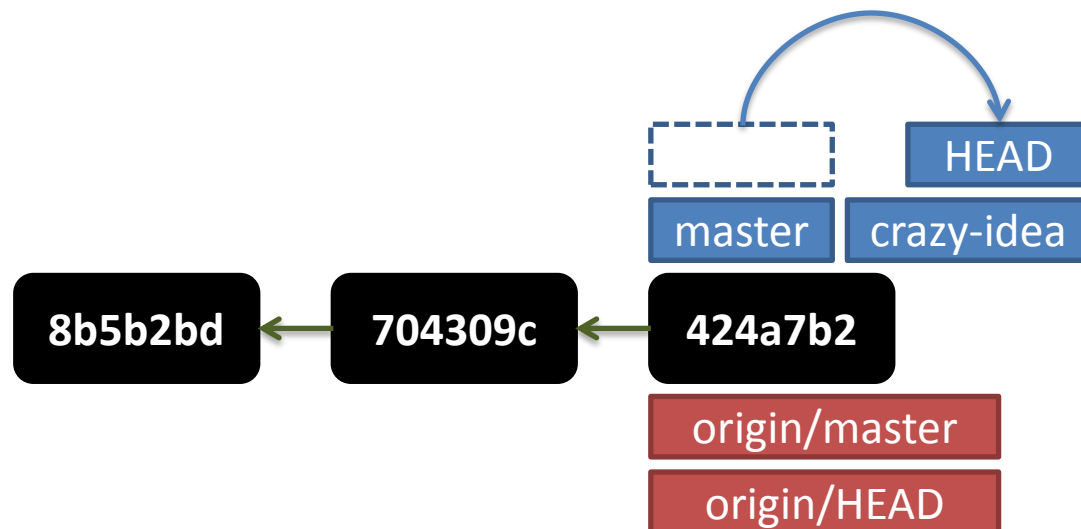 HEAD
master
crazy-idea
8b5b2bd
704309c
424a7b2
origin/master
origin/HEAD